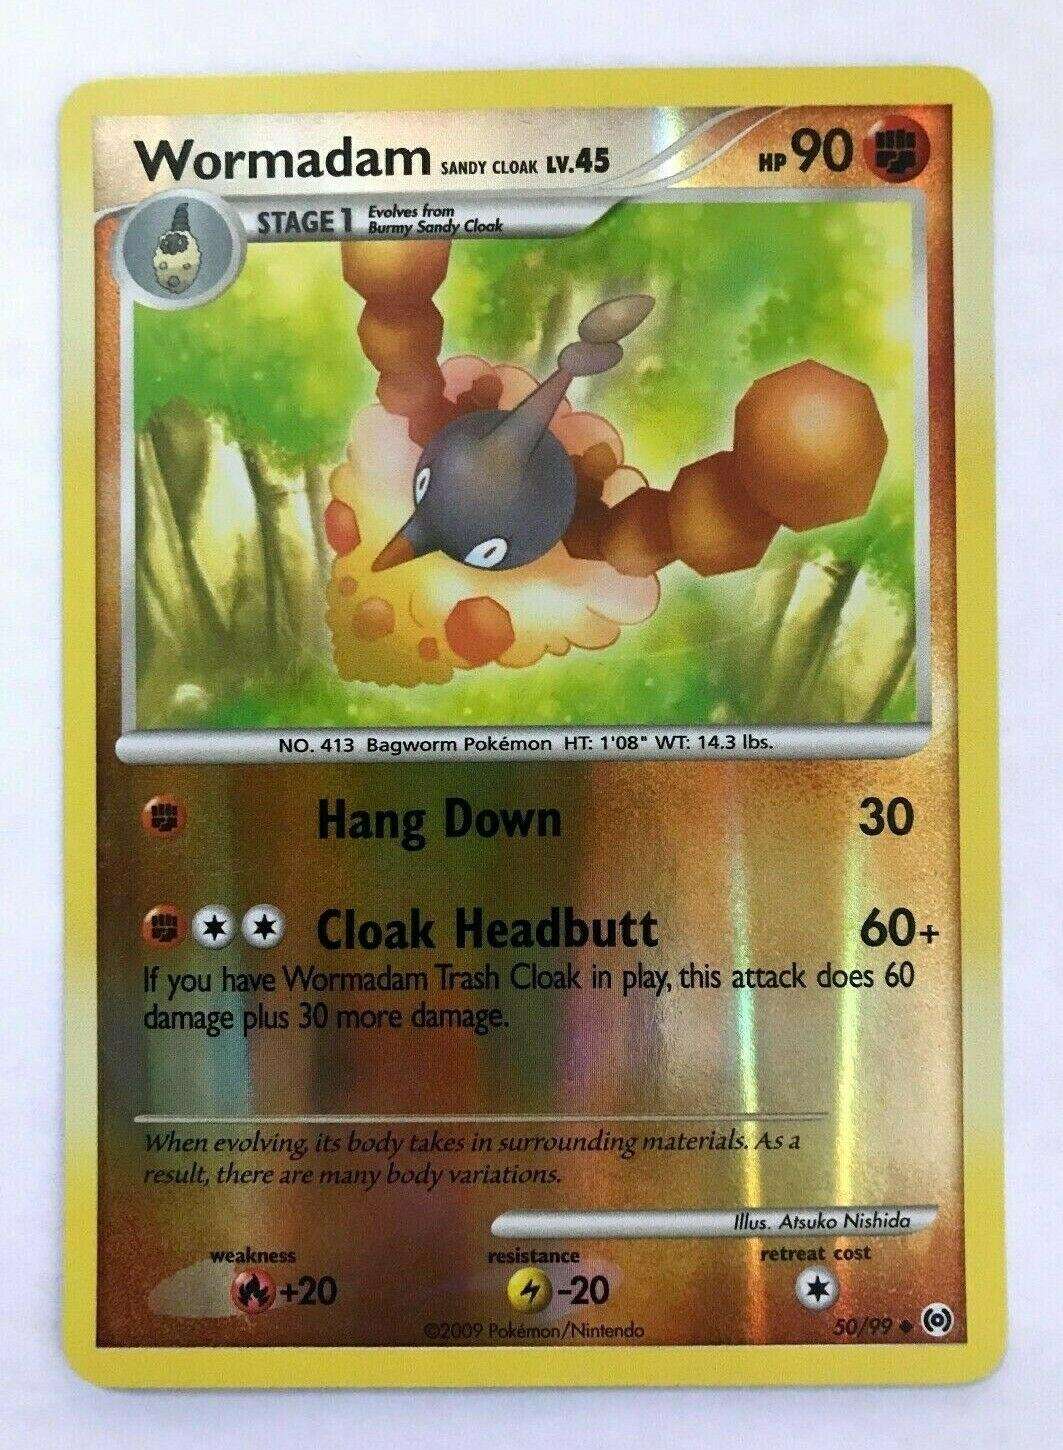 Wormadam SANDY CLOAK LV.45 HP 90
STAGE 1 Evolves from
Burmy Sandy Cloak
NO. 413 Bagworm Pokémon HT: 1'08" WT: 14.3 lbs.
Hang Down 30
Cloak Headbutt 60+
If you have Wormadam Trash Cloak in play, this attack does 60
damage plus 30 more damage.
When evolving, its body takes in surrounding materials. As a
result, there are many body variations.
Illus. Atsuko Nishida
weakness resistance retreat cost
+20 -20
©2009 Pokémon/Nintendo 50/99